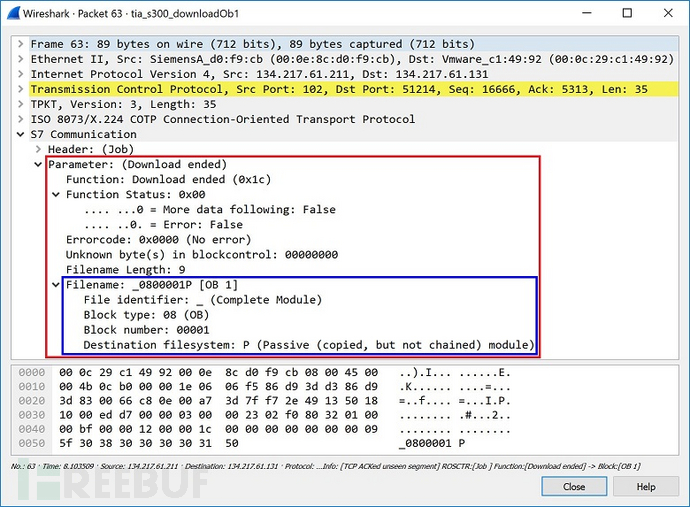 Wireshark · Packet 63 · tia_s300_downloadOb1
Frame 63: 89 bytes on wire (712 bits), 89 bytes captured (712 bits)
Ethernet II, Src: SiemensA_d0:f9:cb (00:0e:8c:d0:f9:cb), Dst: Vmware_c1:49:92 (00:0c:29:c1:49:92)
Internet Protocol Version 4, Src: 134.217.61.211, Dst: 134.217.61.131
Transmission Control Protocol, Src Port: 102, Dst Port: 51214, Seq: 16666, Ack: 5313, Len: 35
TPKT, Version: 3, Length: 35
ISO 8073/X.224 COTP Connection-Oriented Transport Protocol
S7 Communication
Header: (Job)
Parameter: (Download ended)
Function: Download ended (0x1c)
Function Status: 0x00
.... ...0 = More data following: False
.... ..0. = Error: False
Errorcode: 0x0000 (No error)
Unknown byte(s) in blockcontrol: 00000000
Filename Length: 9
Filename: _0800001P [OB 1]
File identifier: _ (Complete Module)
Block type: 08 (OB)
Block number: 00001
Destination filesystem: P (Passive (copied, but not chained) module)
0000 00 0c 29 c1 49 92 00 0e 8c d0 f9 cb 08 00 45 00 ..).I... ......E.
0010 00 4b 0c b0 00 00 1e 06 06 f5 86 d9 3d d3 86 d9 .K...... ....=...
0020 3d 83 00 66 c8 0e 00 a7 3d 7f f7 2e 49 13 50 18 =..f.... =...I.P.
0030 10 00 ed d7 00 00 03 00 00 23 02 f0 80 32 01 00 ........ .#...2..
0040 00 bf 00 00 12 00 00 1c 00 00 00 00 00 00 00 09 ........ ........
0050 5f 30 38 30 30 30 30 31 50 _0800001 P
No.: 63 · Time: 8.103509 · Source: 134.217.61.211 · Destination: 134.217.61.131 · Protocol: ...Info: [TCP ACKed unseen segment] ROSCTR:[Job ] Function:[Download ended] -> Block:[OB 1]
FREEBUF
Close
Help